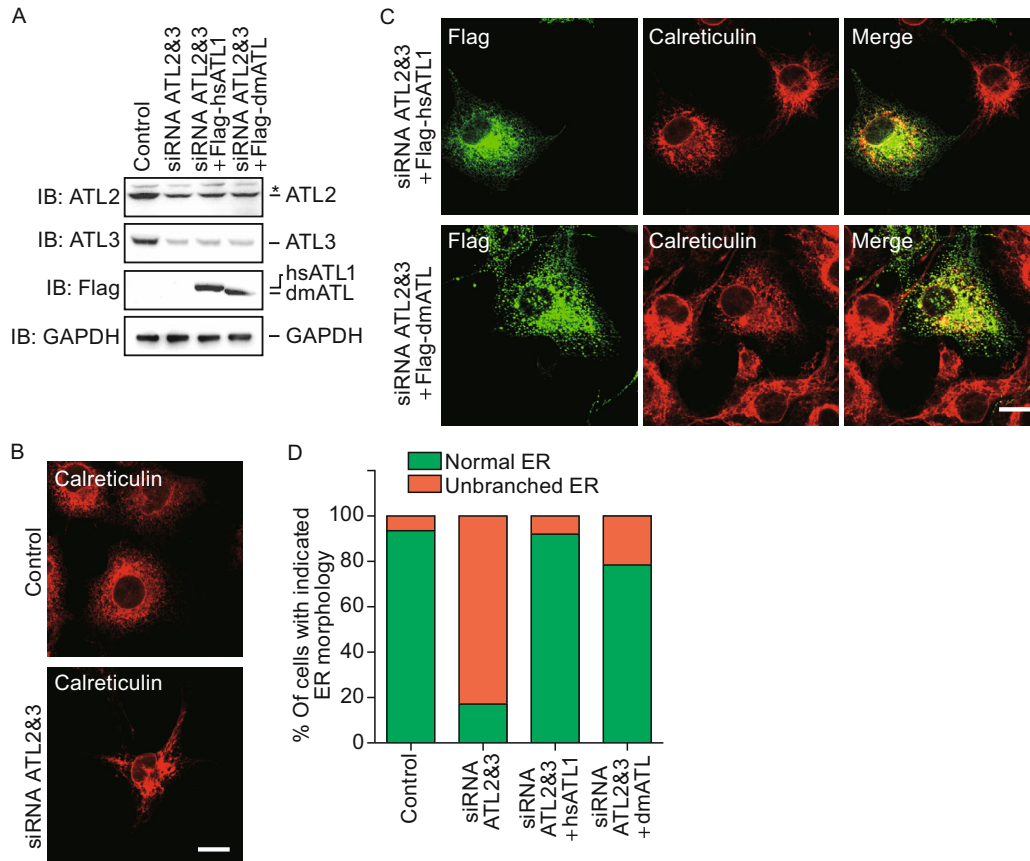 A
Control
siRNA ATL2&3
siRNA ATL2&3
+Flag-hsATL1
siRNA ATL2&3
+Flag-dmATL
IB: ATL2
*
ATL2
IB: ATL3
ATL3
IB: Flag
hsATL1
dmATL
IB: GAPDH
GAPDH
B
Control
Calreticulin
siRNA ATL2&3
Calreticulin
C
siRNA ATL2&3
+Flag-hsATL1
Flag
Calreticulin
Merge
siRNA ATL2&3
+Flag-dmATL
Flag
Calreticulin
Merge
D
Normal ER
Unbranched ER
% Of cells with indicated
ER morphology
100
80
60
40
20
0
Control
siRNA
ATL2&3
siRNA
ATL2&3
+hsATL1
siRNA
ATL2&3
+dmATL